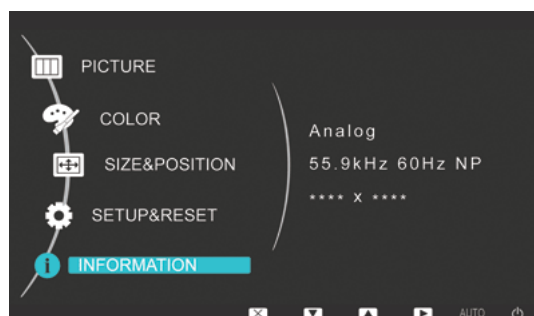 PICTURE
COLOR
SIZE&POSITION
SETUP&RESET
INFORMATION
Analog
55.9kHz 60Hz NP
**** x ****
AUTO